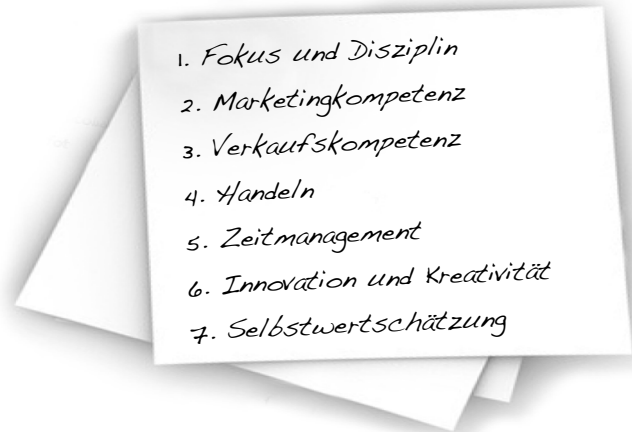 1. Fokus und Disziplin
2. Marketingkompetenz
3. Verkaufskompetenz
4. Handeln
5. Zeitmanagement
6. Innovation und Kreativität
7. Selbstwertschätzung